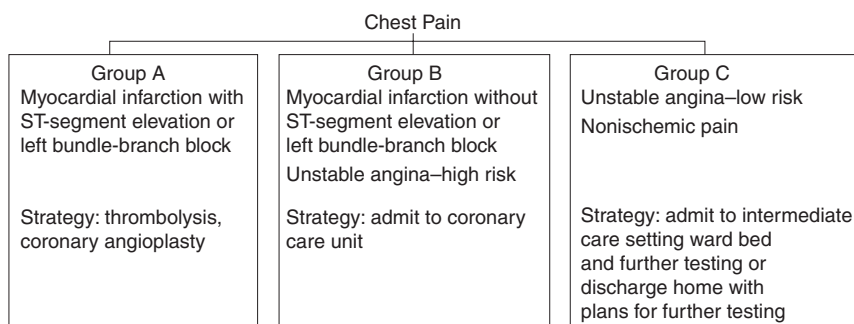 Chest Pain
Group A
Myocardial infarction with
ST-segment elevation or
left bundle-branch block
Strategy: thrombolysis,
coronary angioplasty
Group B
Myocardial infarction without
ST-segment elevation or
left bundle-branch block
Unstable angina–high risk
Strategy: admit to coronary
care unit
Group C
Unstable angina–low risk
Nonischemic pain
Strategy: admit to intermediate
care setting ward bed
and further testing or
discharge home with
plans for further testing